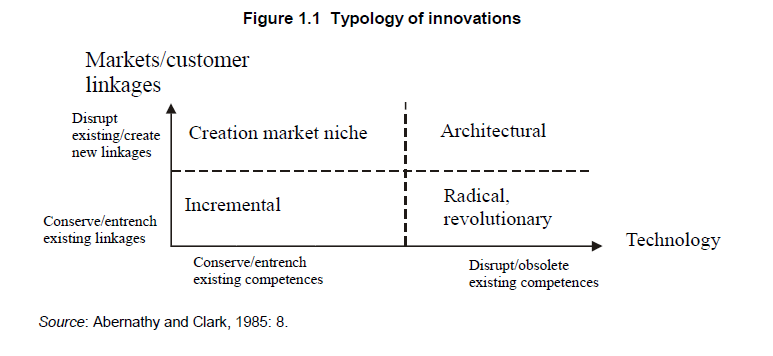 Figure 1.1 Typology of innovations
Markets/customer
linkages
Disrupt
existing/create
new linkages
Creation market niche
Architectural
Incremental
Radical,
revolutionary
Conserve/entrench
existing linkages
Technology
Conserve/entrench
existing competences
Disrupt/obsolete
existing competences
Source: Abernathy and Clark, 1985: 8.